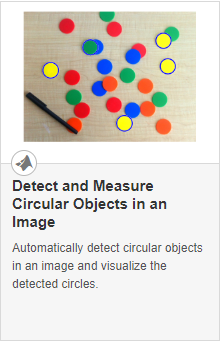 Detect and Measure
Circular Objects in an
Image
Automatically detect circular objects
in an image and visualize the
detected circles.